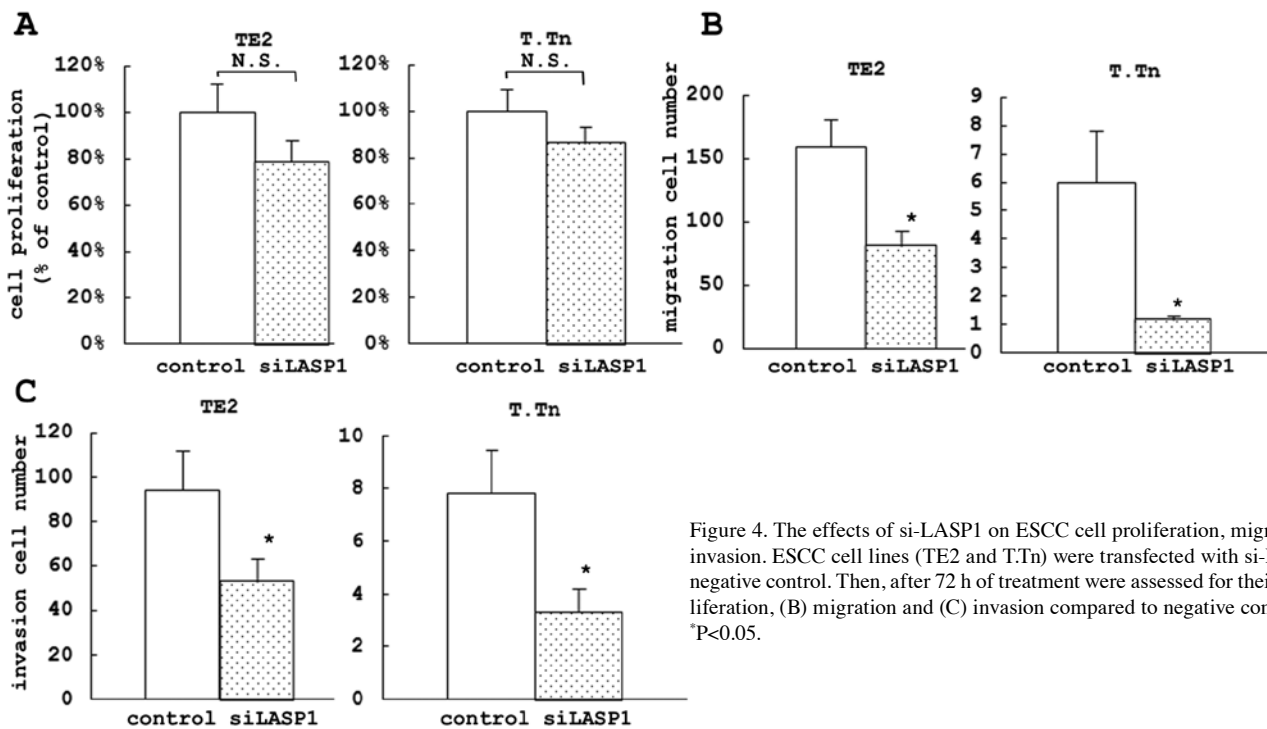 A
TE2
N.S.
cell proliferation
(% of control)
120%
100%
80%
60%
40%
20%
0%
control siLASP1
T.Tn
N.S.
120%
100%
80%
60%
40%
20%
0%
control siLASP1
B
TE2
migration cell number
200
150
100
50
0
*
control siLASP1
T.Tn
9
8
7
6
5
4
3
2
1
0
*
control siLASP1
C
TE2
invasion cell number
120
100
80
60
40
20
0
*
control siLASP1
T.Tn
10
8
6
4
2
0
*
control siLASP1
Figure 4. The effects of si-LASP1 on ESCC cell proliferation, migr
invasion. ESCC cell lines (TE2 and T.Tn) were transfected with si-
negative control. Then, after 72 h of treatment were assessed for thei
liferation, (B) migration and (C) invasion compared to negative con
*P<0.05.